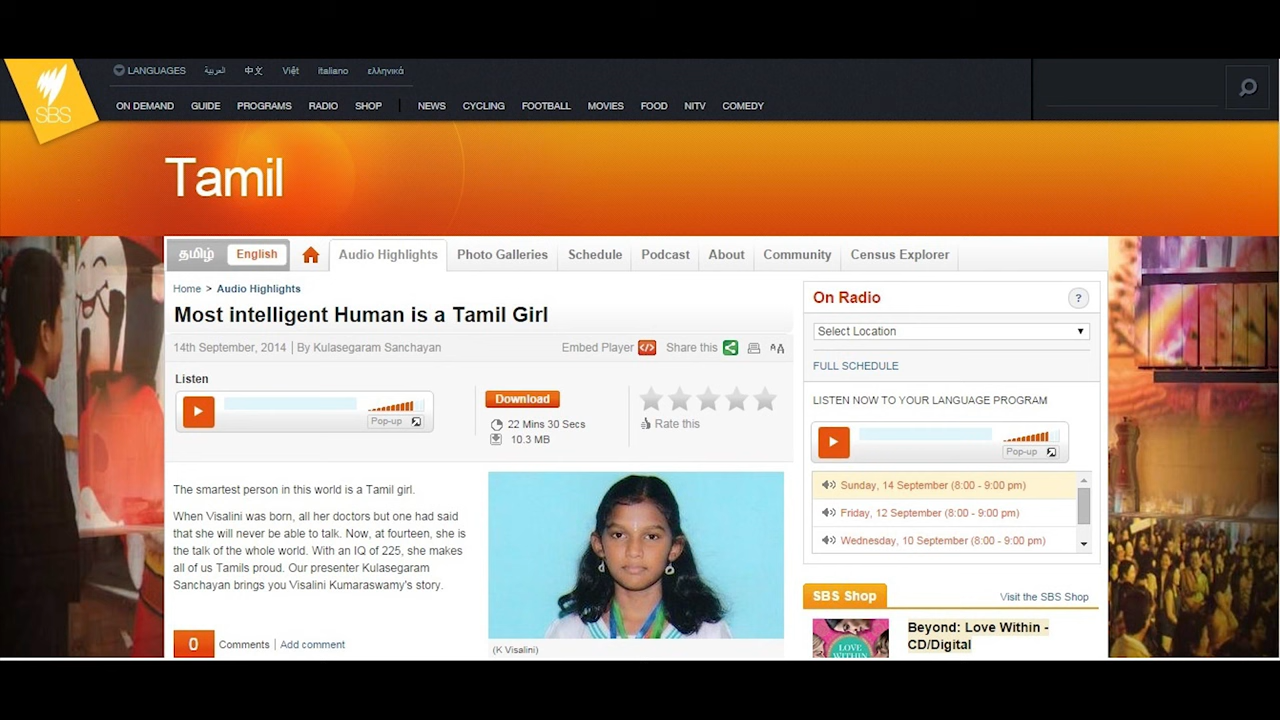 LANGUAGES العربية 中文 Việt italiano ελληνικά
SBS
ON DEMAND GUIDE PROGRAMS RADIO SHOP NEWS CYCLING FOOTBALL MOVIES FOOD NITV COMEDY
Tamil
தமிழ் English Audio Highlights Photo Galleries Schedule Podcast About Community Census Explorer
Home > Audio Highlights
Most intelligent Human is a Tamil Girl
14th September, 2014 | By Kulasegaram Sanchayan Embed Player Share this
Listen
Pop-up
Download
22 Mins 30 Secs
10.3 MB
Rate this
The smartest person in this world is a Tamil girl.
When Visalini was born, all her doctors but one had said
that she will never be able to talk. Now, at fourteen, she is
the talk of the whole world. With an IQ of 225, she makes
all of us Tamils proud. Our presenter Kulasegaram
Sanchayan brings you Visalini Kumaraswamy's story.
(K Visalini)
0 Comments | Add comment
On Radio ?
Select Location
FULL SCHEDULE
LISTEN NOW TO YOUR LANGUAGE PROGRAM
Pop-up
Sunday, 14 September (8:00 - 9:00 pm)
Friday, 12 September (8:00 - 9:00 pm)
Wednesday, 10 September (8:00 - 9:00 pm)
SBS Shop Visit the SBS Shop
LOVE
WITHIN
Beyond: Love Within -
CD/Digital